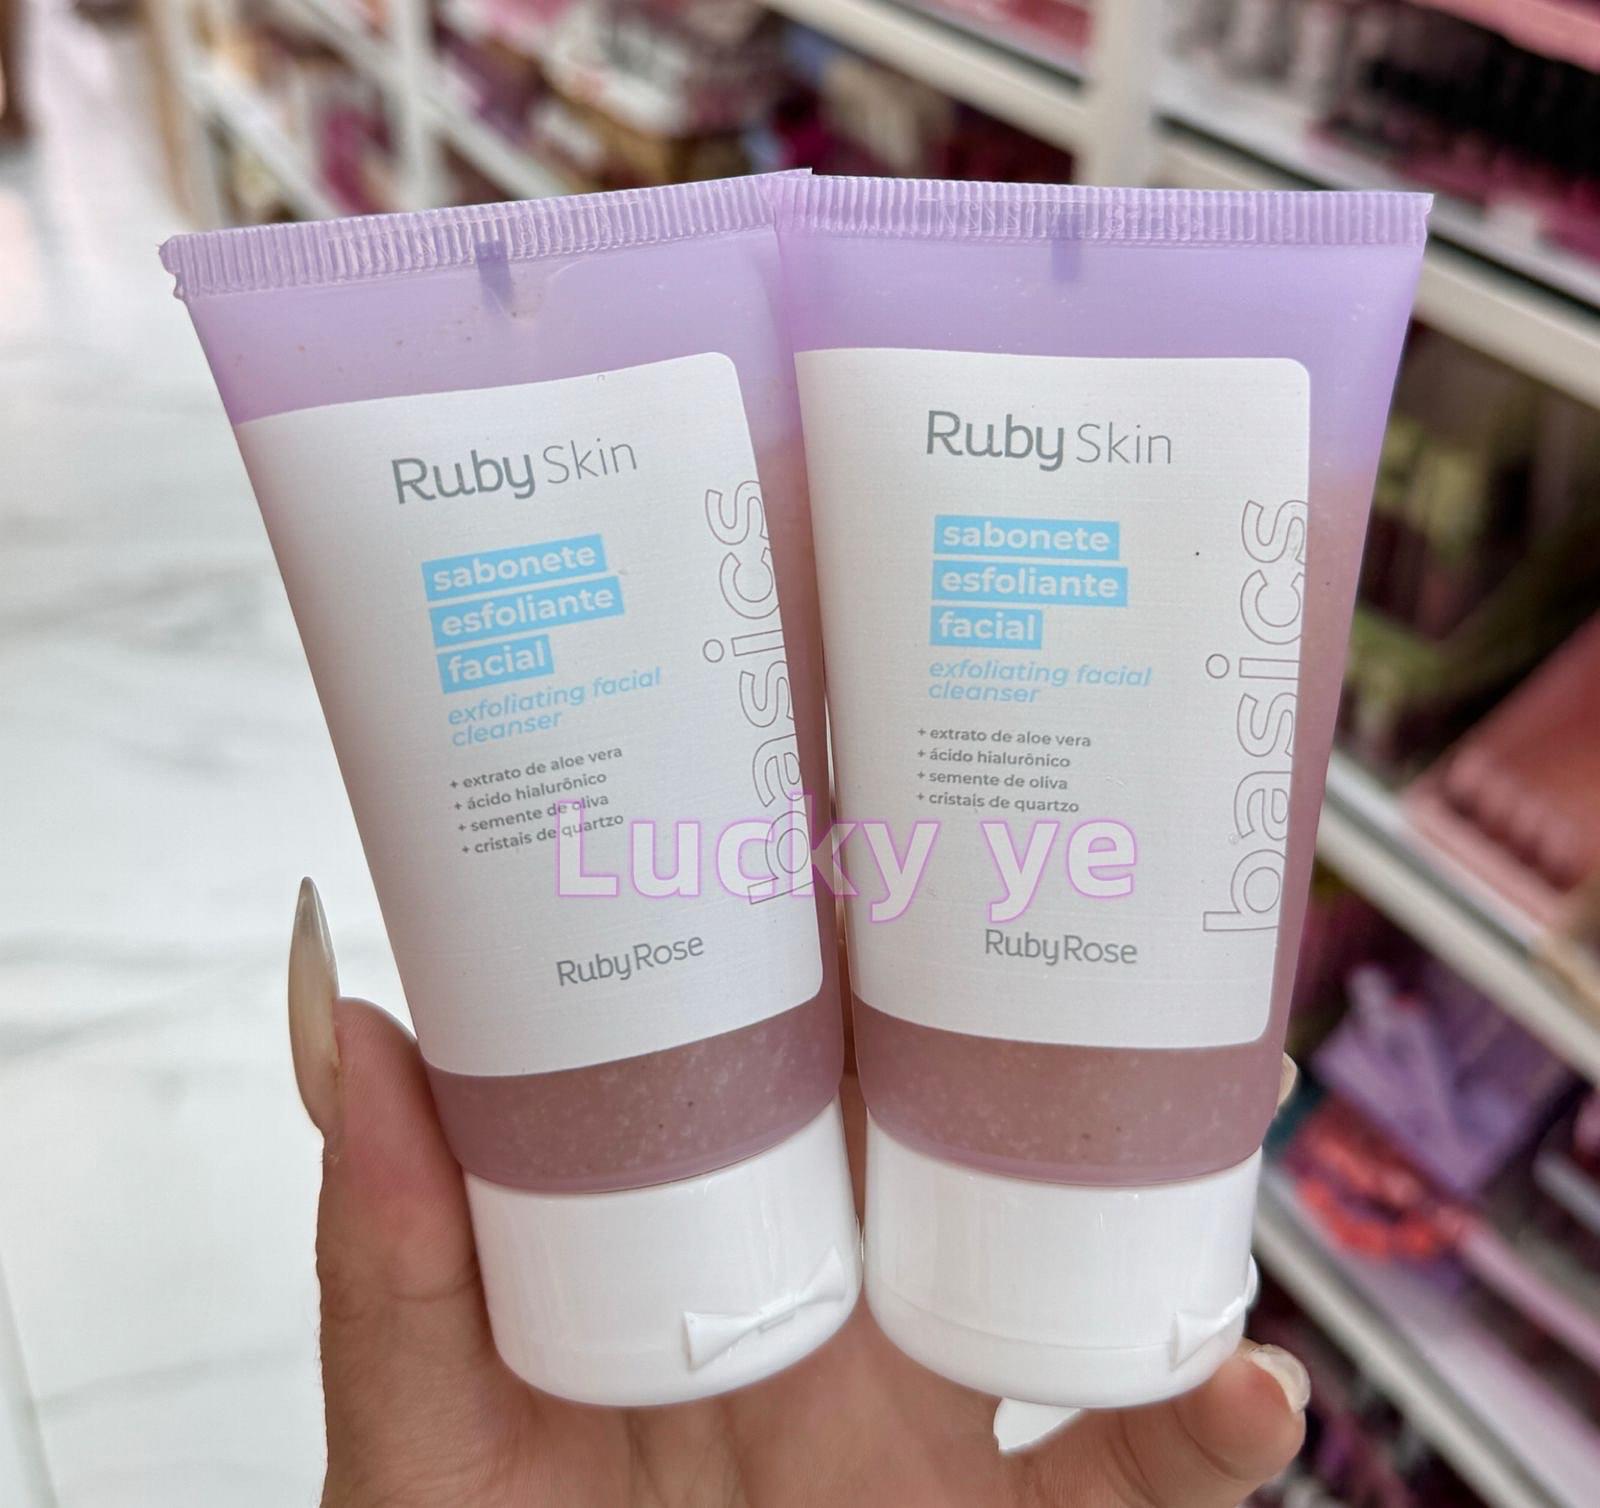 Ruby Skin
sabonete
esfoliante
facial
exfoliating facial
cleanser
+ extrato de aloe vera
+ ácido hialurônico
+ semente de oliva
+ cristais de quartzo
basics
RubyRose
Ruby Skin
sabonete
esfoliante
facial
exfoliating facial
cleanser
+ extrato de aloe vera
+ ácido hialurônico
+ semente de oliva
+ cristais de quartzo
basics
RubyRose
Lucky ye